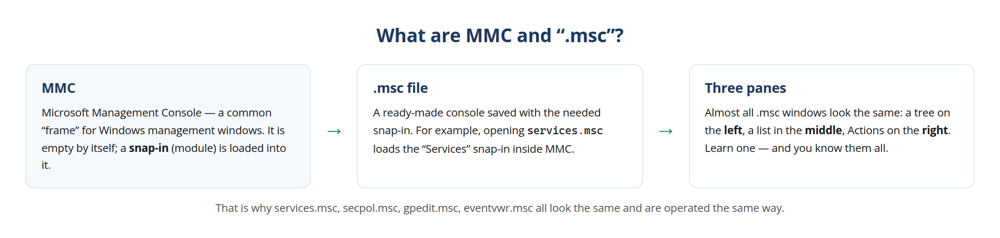 What are MMC and “.msc”?
MMC
Microsoft Management Console — a common
“frame” for Windows management windows. It is
empty by itself; a snap-in (module) is loaded into
it.
→
.msc file
A ready-made console saved with the needed
snap-in. For example, opening services.msc
loads the “Services” snap-in inside MMC.
→
Three panes
Almost all .msc windows look the same: a tree on
the left, a list in the middle, Actions on the right.
Learn one — and you know them all.
That is why services.msc, secpol.msc, gpedit.msc, eventvwr.msc all look the same and are operated the same way.